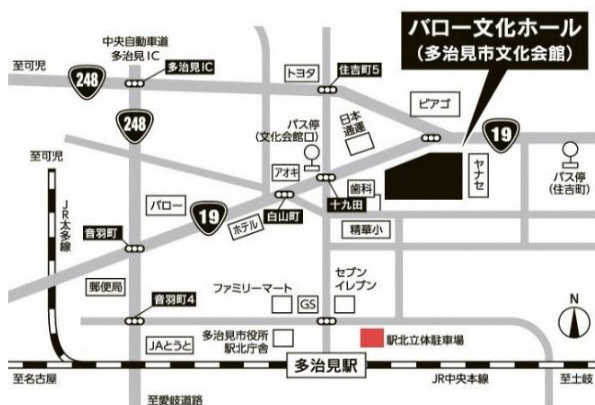 バロー文化ホール
(多治見市文化会館)
中央自動車道
多治見IC
至可児
248
多治見IC
トヨタ
住吉町5
ピアゴ
248
バス停
(文化会館口)
日本
通運
19
至可児
アオキ
歯科
ヤナセ
バス停
(住吉町)
JR太多線
バロー
19
白山町
十九田
ホテル
精華小
音羽町
郵便局
ファミリーマート
セブン
イレブン
GS
音羽町4
N
JAとうと
多治見市役所
駅北庁舎
駅北立体駐車場
多治見駅
至名古屋
JR中央本線
至土岐
至愛岐道路